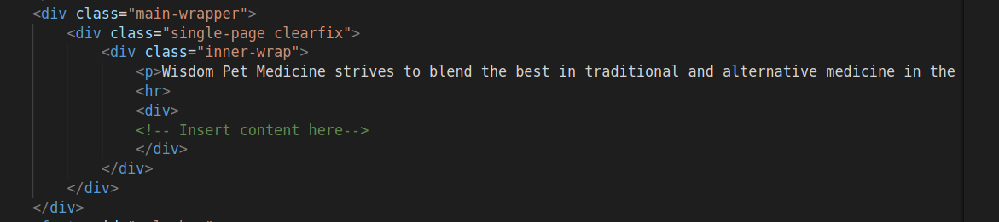 <div class="main-wrapper">
<div class="single-page clearfix">
<div class="inner-wrap">
<p>Wisdom Pet Medicine strives to blend the best in traditional and alternative medicine in the
<hr>
<div>
<!-- Insert content here-->
</div>
</div>
</div>
</div>